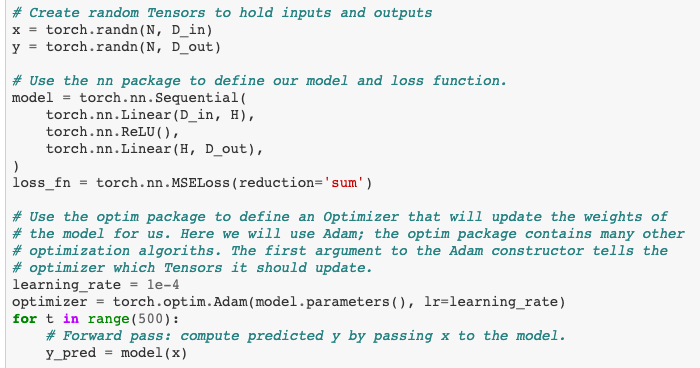 # Create random Tensors to hold inputs and outputs
x = torch.randn(N, D_in)
y = torch.randn(N, D_out)

# Use the nn package to define our model and loss function.
model = torch.nn.Sequential(
    torch.nn.Linear(D_in, H),
    torch.nn.ReLU(),
    torch.nn.Linear(H, D_out),
)
loss_fn = torch.nn.MSELoss(reduction='sum')

# Use the optim package to define an Optimizer that will update the weights of
# the model for us. Here we will use Adam; the optim package contains many other
# optimization algoriths. The first argument to the Adam constructor tells the
# optimizer which Tensors it should update.
learning_rate = 1e-4
optimizer = torch.optim.Adam(model.parameters(), lr=learning_rate)
for t in range(500):
    # Forward pass: compute predicted y by passing x to the model.
    y_pred = model(x)